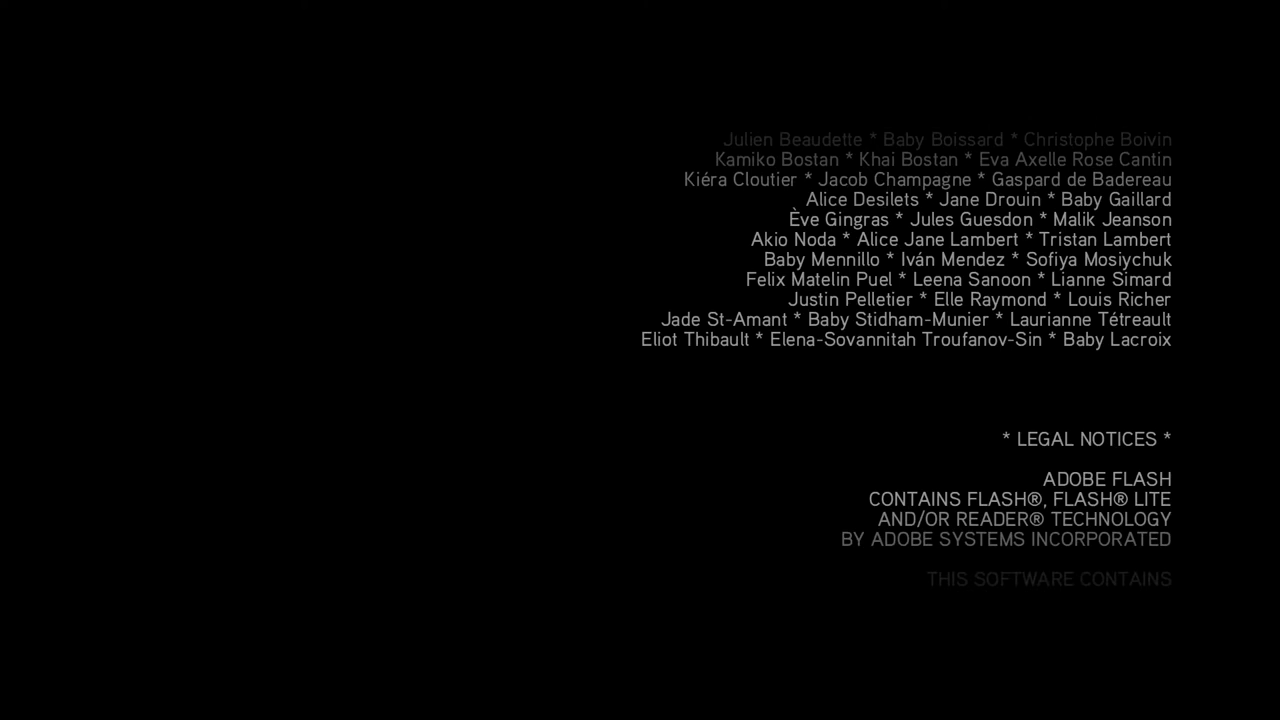 Julien Beaudette * Baby Boissard * Christophe Boivin
Kamiko Bostan * Khai Bostan * Eva Axelle Rose Cantin
Kiéra Cloutier * Jacob Champagne * Gaspard de Badereau
Alice Desilets * Jane Drouin * Baby Gaillard
Ève Gingras * Jules Guesdon * Malik Jeanson
Akio Noda * Alice Jane Lambert * Tristan Lambert
Baby Mennillo * Iván Mendez * Sofiya Mosiychuk
Felix Matelin Puel * Leena Sanoon * Lianne Simard
Justin Pelletier * Elle Raymond * Louis Richer
Jade St-Amant * Baby Stidham-Munier * Laurianne Tétreault
Eliot Thibault * Elena-Sovannitah Troufanov-Sin * Baby Lacroix
* LEGAL NOTICES *
ADOBE FLASH
CONTAINS FLASH®, FLASH® LITE
AND/OR READER® TECHNOLOGY
BY ADOBE SYSTEMS INCORPORATED
THIS SOFTWARE CONTAINS